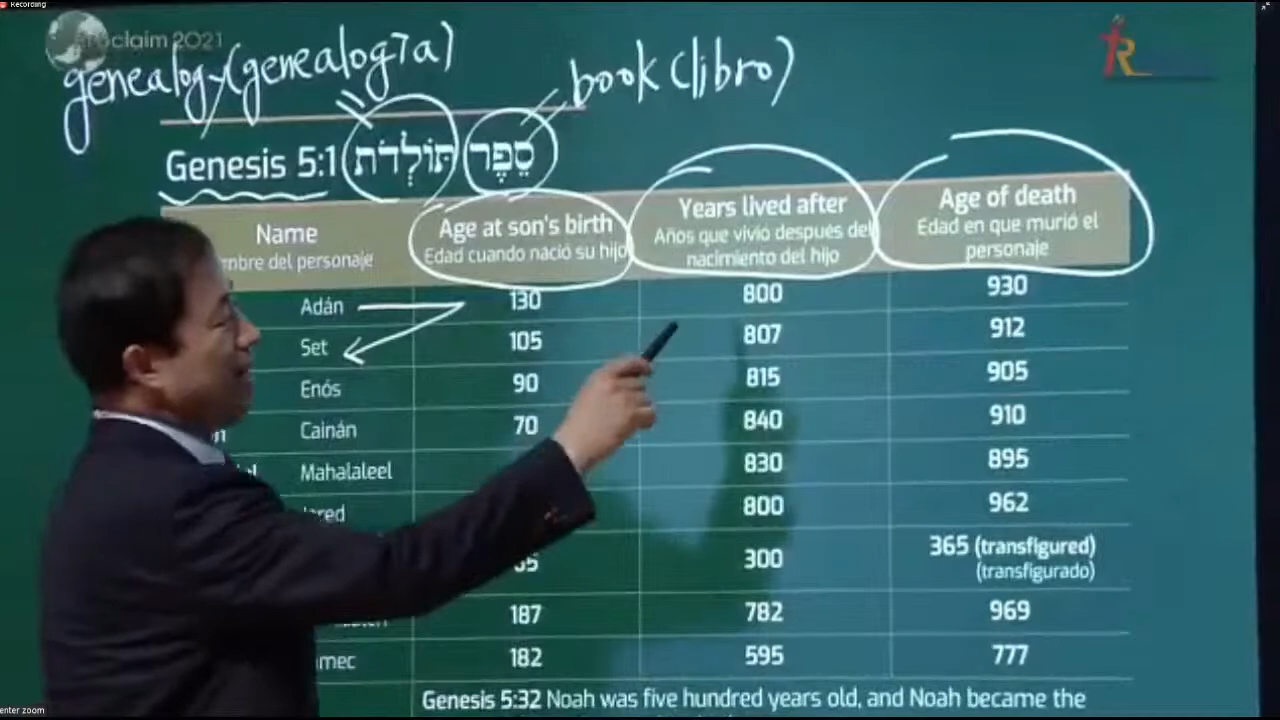 Recording
Proclaim 2021
genealogy(genealogīa)
book(libro)
Genesis 5:1 סֵפֶר תּוֹלְדֹת
Name Age at son's birth Years lived after Age of death
del personaje Edad cuando nació su hijo Años que vivió después del nacimiento del hijo Edad en que murió el personaje
Adán 130 800 930
Set 105 807 912
Enós 90 815 905
Cainán 70 840 910
Mahalaleel 830 895
800 962
300 365 (transfigured)
(transfigurado)
187 782 969
182 595 777
Genesis 5:32 Noah was five hundred years old, and Noah became the
enter zoom